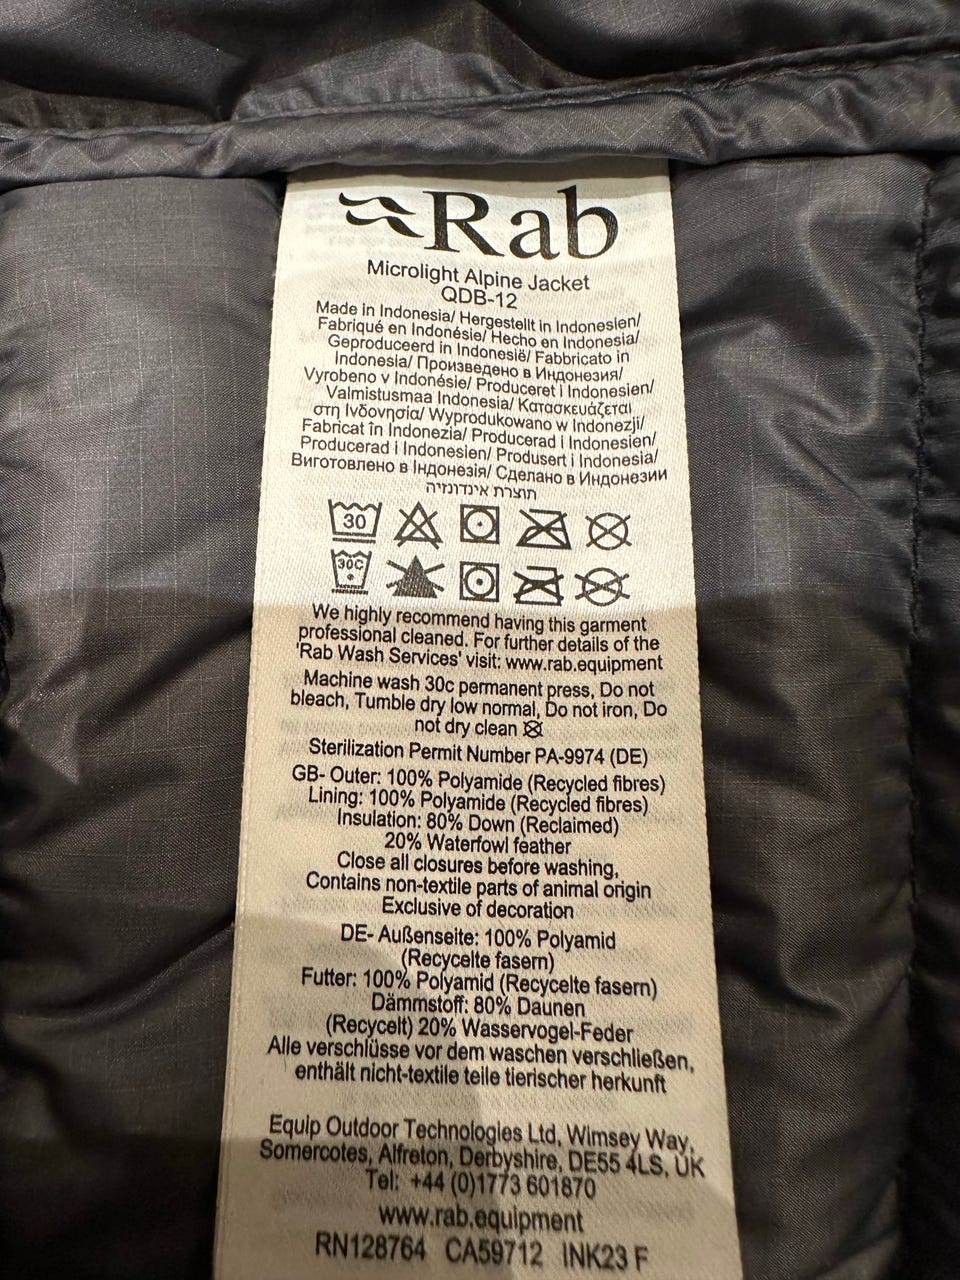 Rab
Microlight Alpine Jacket
QDB-12
Made in Indonesia/ Hergestellt in Indonesien/
Fabriqué en Indonésie/ Hecho en Indonesia/
Geproduceerd in Indonesië/ Fabbricato in
Indonesia/ Произведено в Индонезия/
Vyrobeno v Indonésie/ Produceret i Indonesien/
Valmistusmaa Indonesia/ Κατασκευάζεται
στη Ινδονησία/ Wyprodukowano w Indonezji/
Fabricat în Indonezia/ Producerad i Indonesien/
Producerad i Indonesien/ Produsert i Indonesia/
Виготовлено в Індонезія/ Сделано в Индонезии
תוצרת אינדונזיה
30
30C
We highly recommend having this garment
professional cleaned. For further details of the
'Rab Wash Services' visit: www.rab.equipment
Machine wash 30c permanent press, Do not
bleach, Tumble dry low normal, Do not iron, Do
not dry clean
Sterilization Permit Number PA-9974 (DE)
GB- Outer: 100% Polyamide (Recycled fibres)
Lining: 100% Polyamide (Recycled fibres)
Insulation: 80% Down (Reclaimed)
20% Waterfowl feather
Close all closures before washing,
Contains non-textile parts of animal origin
Exclusive of decoration
DE- Außenseite: 100% Polyamid
(Recycelte fasern)
Futter: 100% Polyamid (Recycelte fasern)
Dämmstoff: 80% Daunen
(Recycelt) 20% Wasservogel-Feder
Alle verschlüsse vor dem waschen verschließen,
enthält nicht-textile teile tierischer herkunft
Equip Outdoor Technologies Ltd, Wimsey Way,
Somercotes, Alfreton, Derbyshire, DE55 4LS, UK
Tel: +44 (0)1773 601870
www.rab.equipment
RN128764 CA59712 INK23 F